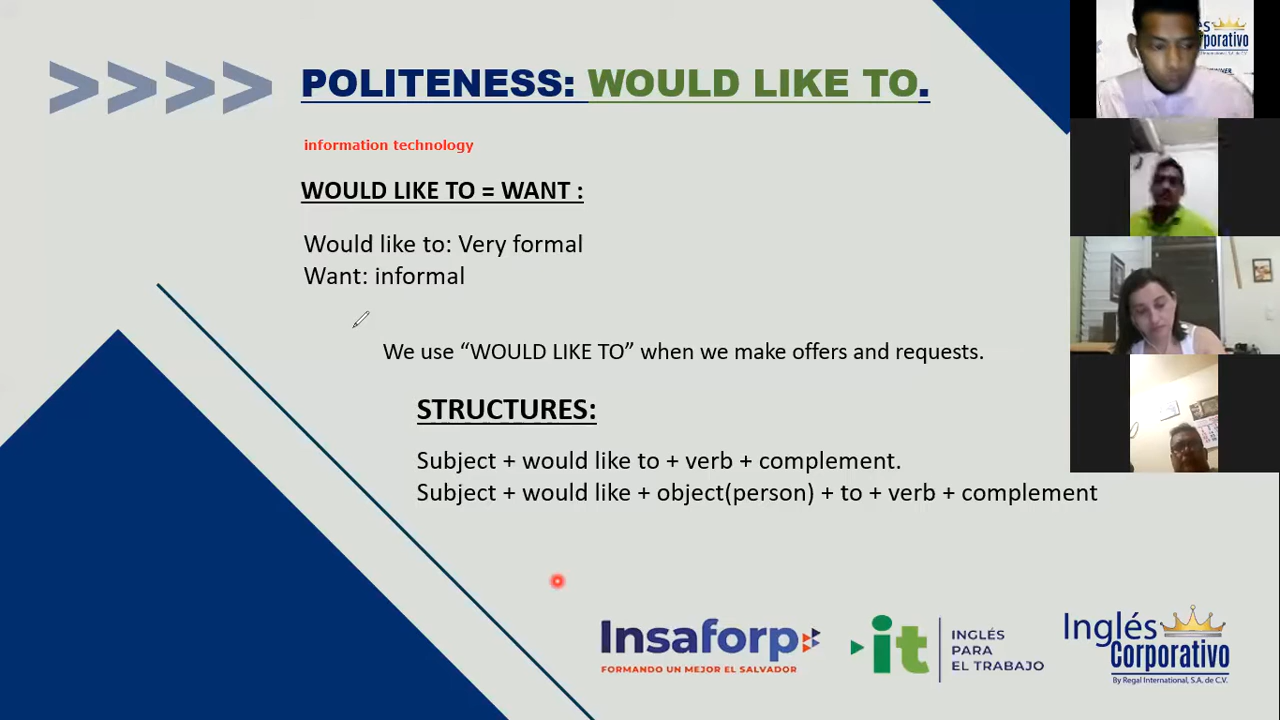 POLITENESS: WOULD LIKE TO.
information technology
WOULD LIKE TO = WANT :
Would like to: Very formal
Want: informal
We use “WOULD LIKE TO” when we make offers and requests.
STRUCTURES:
Subject + would like to + verb + complement.
Subject + would like + object(person) + to + verb + complement
Insaforp
FORMANDO UN MEJOR EL SALVADOR
it
INGLÉS
PARA
EL TRABAJO
Inglés
Corporativo
By Regal International, S.A. de C.V.